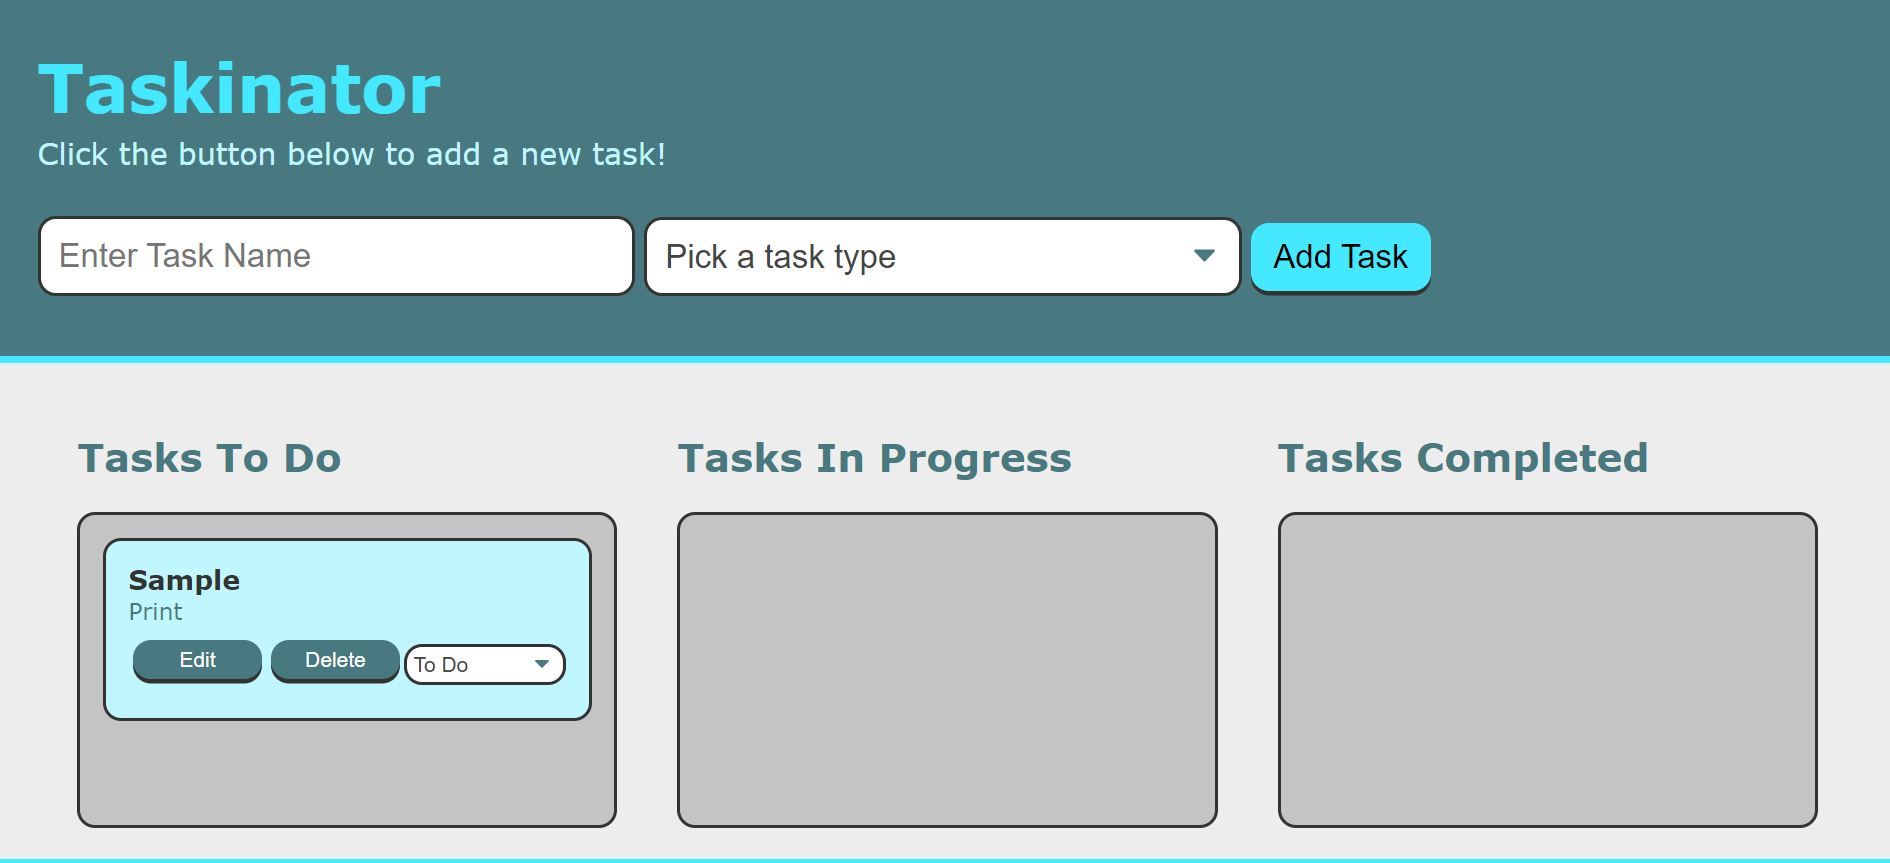 Taskinator
Click the button below to add a new task!
Enter Task Name Pick a task type Add Task
Tasks To Do Tasks In Progress Tasks Completed
Sample
Print
Edit Delete To Do